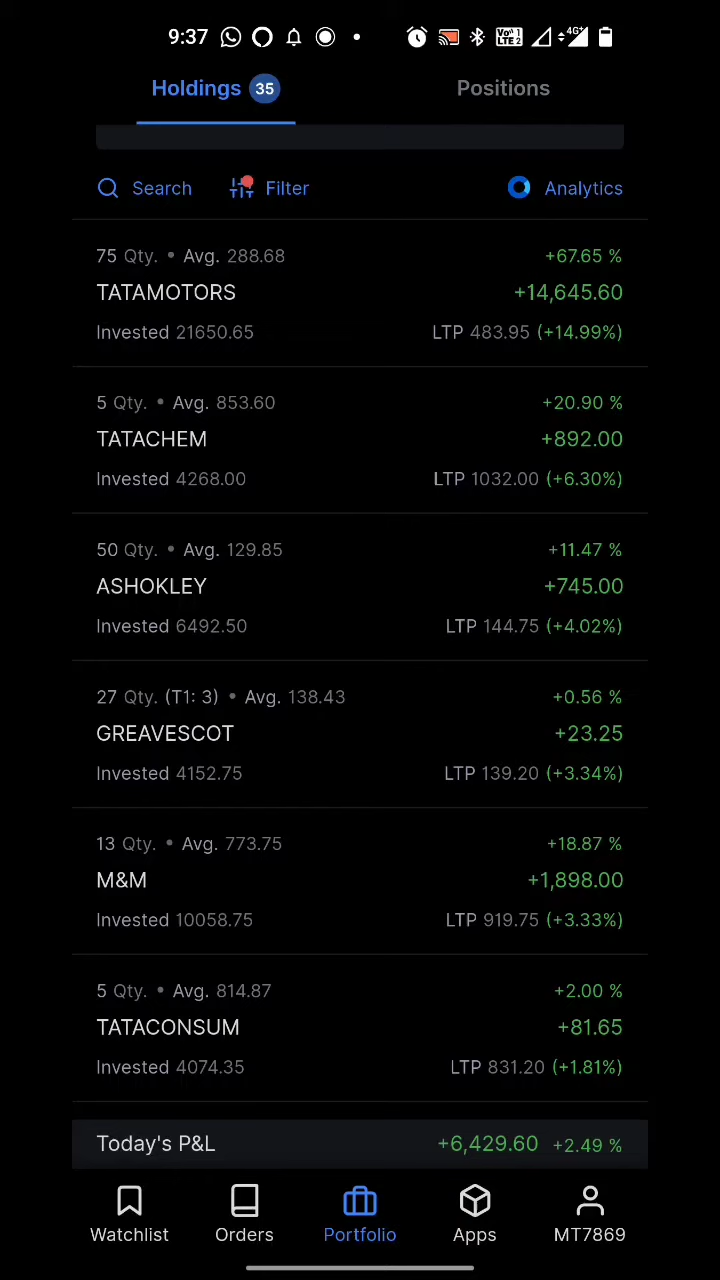 9:37 Vo)) 1 LTE 2 4G+
Holdings 35 Positions
Search Filter Analytics
75 Qty. • Avg. 288.68 +67.65 %
TATAMOTORS +14,645.60
Invested 21650.65 LTP 483.95 (+14.99%)
5 Qty. • Avg. 853.60 +20.90 %
TATACHEM +892.00
Invested 4268.00 LTP 1032.00 (+6.30%)
50 Qty. • Avg. 129.85 +11.47 %
ASHOKLEY +745.00
Invested 6492.50 LTP 144.75 (+4.02%)
27 Qty. (T1: 3) • Avg. 138.43 +0.56 %
GREAVESCOT +23.25
Invested 4152.75 LTP 139.20 (+3.34%)
13 Qty. • Avg. 773.75 +18.87 %
M&M +1,898.00
Invested 10058.75 LTP 919.75 (+3.33%)
5 Qty. • Avg. 814.87 +2.00 %
TATACONSUM +81.65
Invested 4074.35 LTP 831.20 (+1.81%)
Today's P&L +6,429.60 +2.49 %
Watchlist Orders Portfolio Apps MT7869